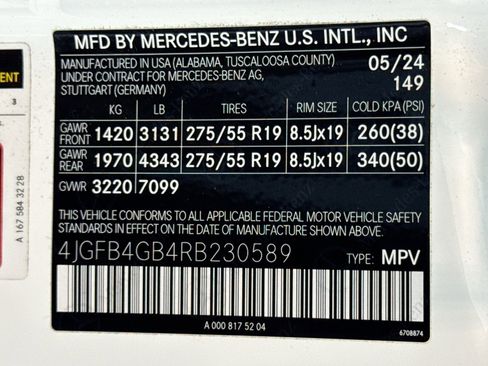 MFD BY MERCEDES-BENZ U.S. INTL., INC
MANUFACTURED IN USA (ALABAMA, TUSCALOOSA COUNTY)
UNDER CONTRACT FOR MERCEDES-BENZ AG,
STUTTGART (GERMANY)
05/24
149
KG LB TIRES RIM SIZE COLD KPA (PSI)
GAWR FRONT 1420 3131 275/55 R19 8.5Jx19 260(38)
GAWR REAR 1970 4343 275/55 R19 8.5Jx19 340(50)
GVWR 3220 7099
THIS VEHICLE CONFORMS TO ALL APPLICABLE FEDERAL MOTOR VEHICLE SAFETY
STANDARDS IN EFFECT ON THE DATE OF MANUFACTURE SHOWN ABOVE.
4JGFB4GB4RB230589 TYPE: MPV
A 000 817 52 04
6708874
3
A 167 584 32 28